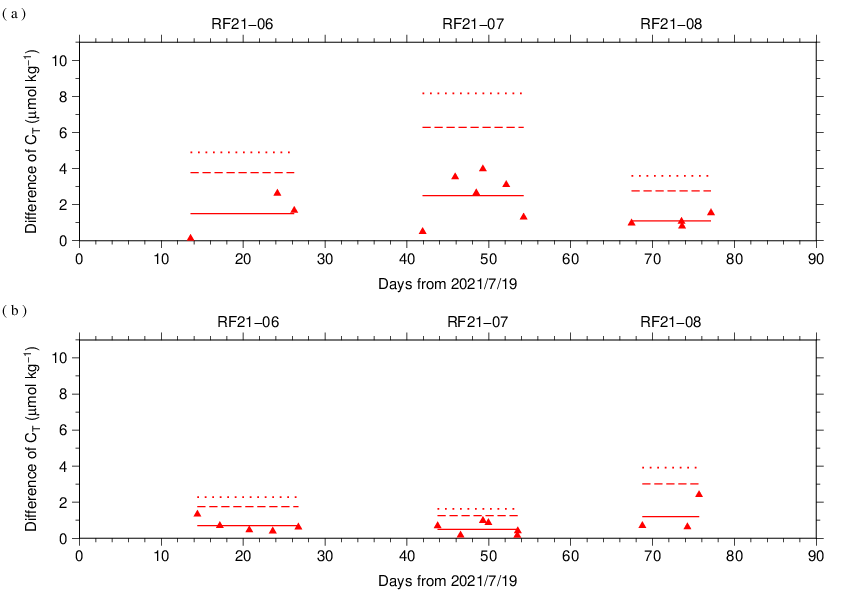 ( a )
RF21−06 RF21−07 RF21−08
Difference of CT (μmol kg−1)
10
8
6
4
2
0
0 10 20 30 40 50 60 70 80 90
Days from 2021/7/19
( b )
RF21−06 RF21−07 RF21−08
Difference of CT (μmol kg−1)
10
8
6
4
2
0
0 10 20 30 40 50 60 70 80 90
Days from 2021/7/19